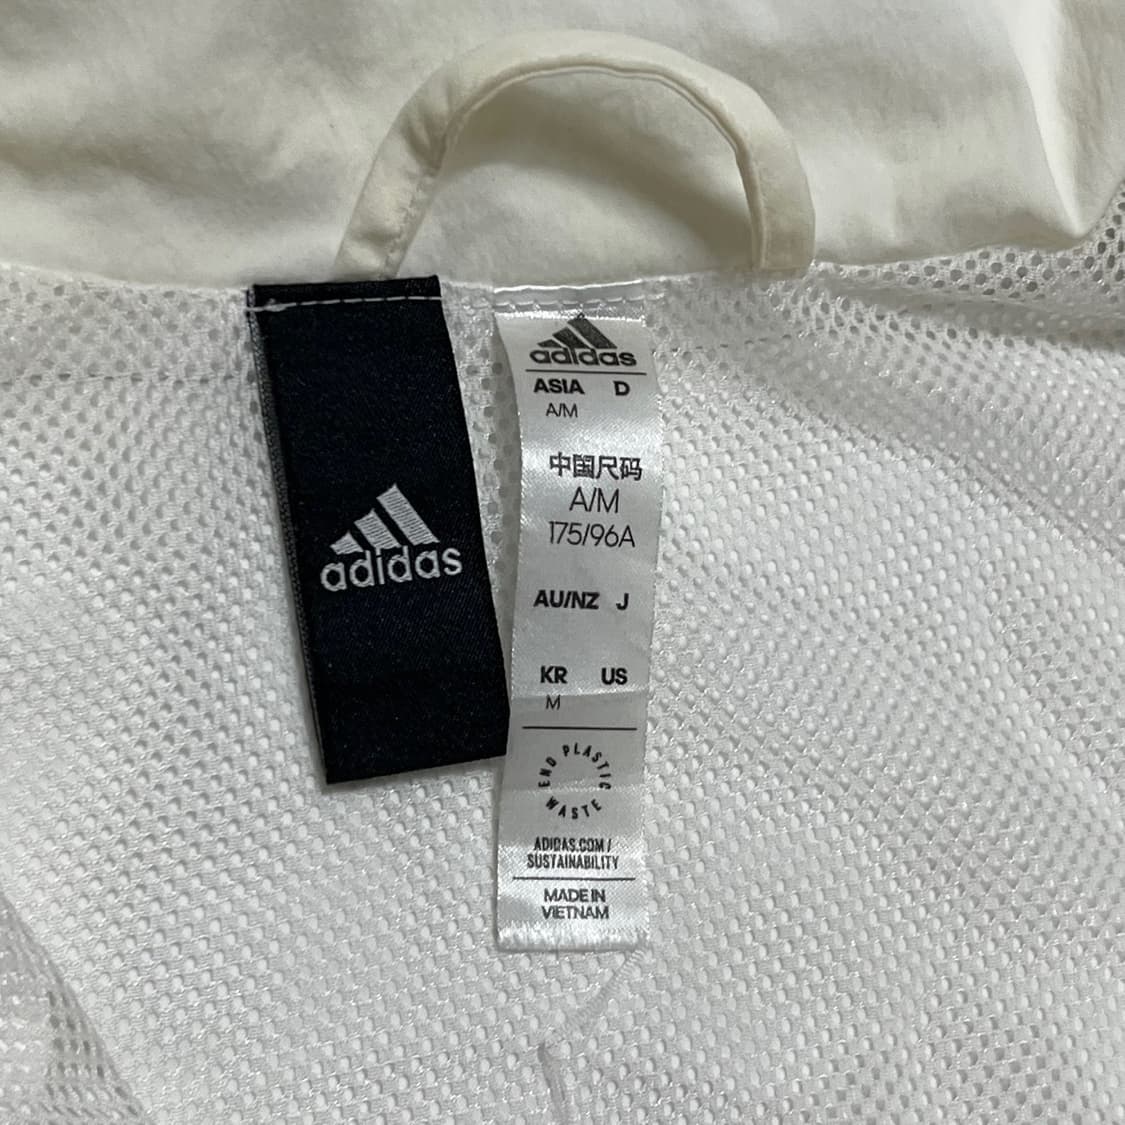 adidas
adidas
ASIA D
A/M
中国尺码
A/M
175/96A
AU/NZ J
KR US
M
END PLASTIC WASTE
ADIDAS.COM/
SUSTAINABILITY
MADE IN
VIETNAM